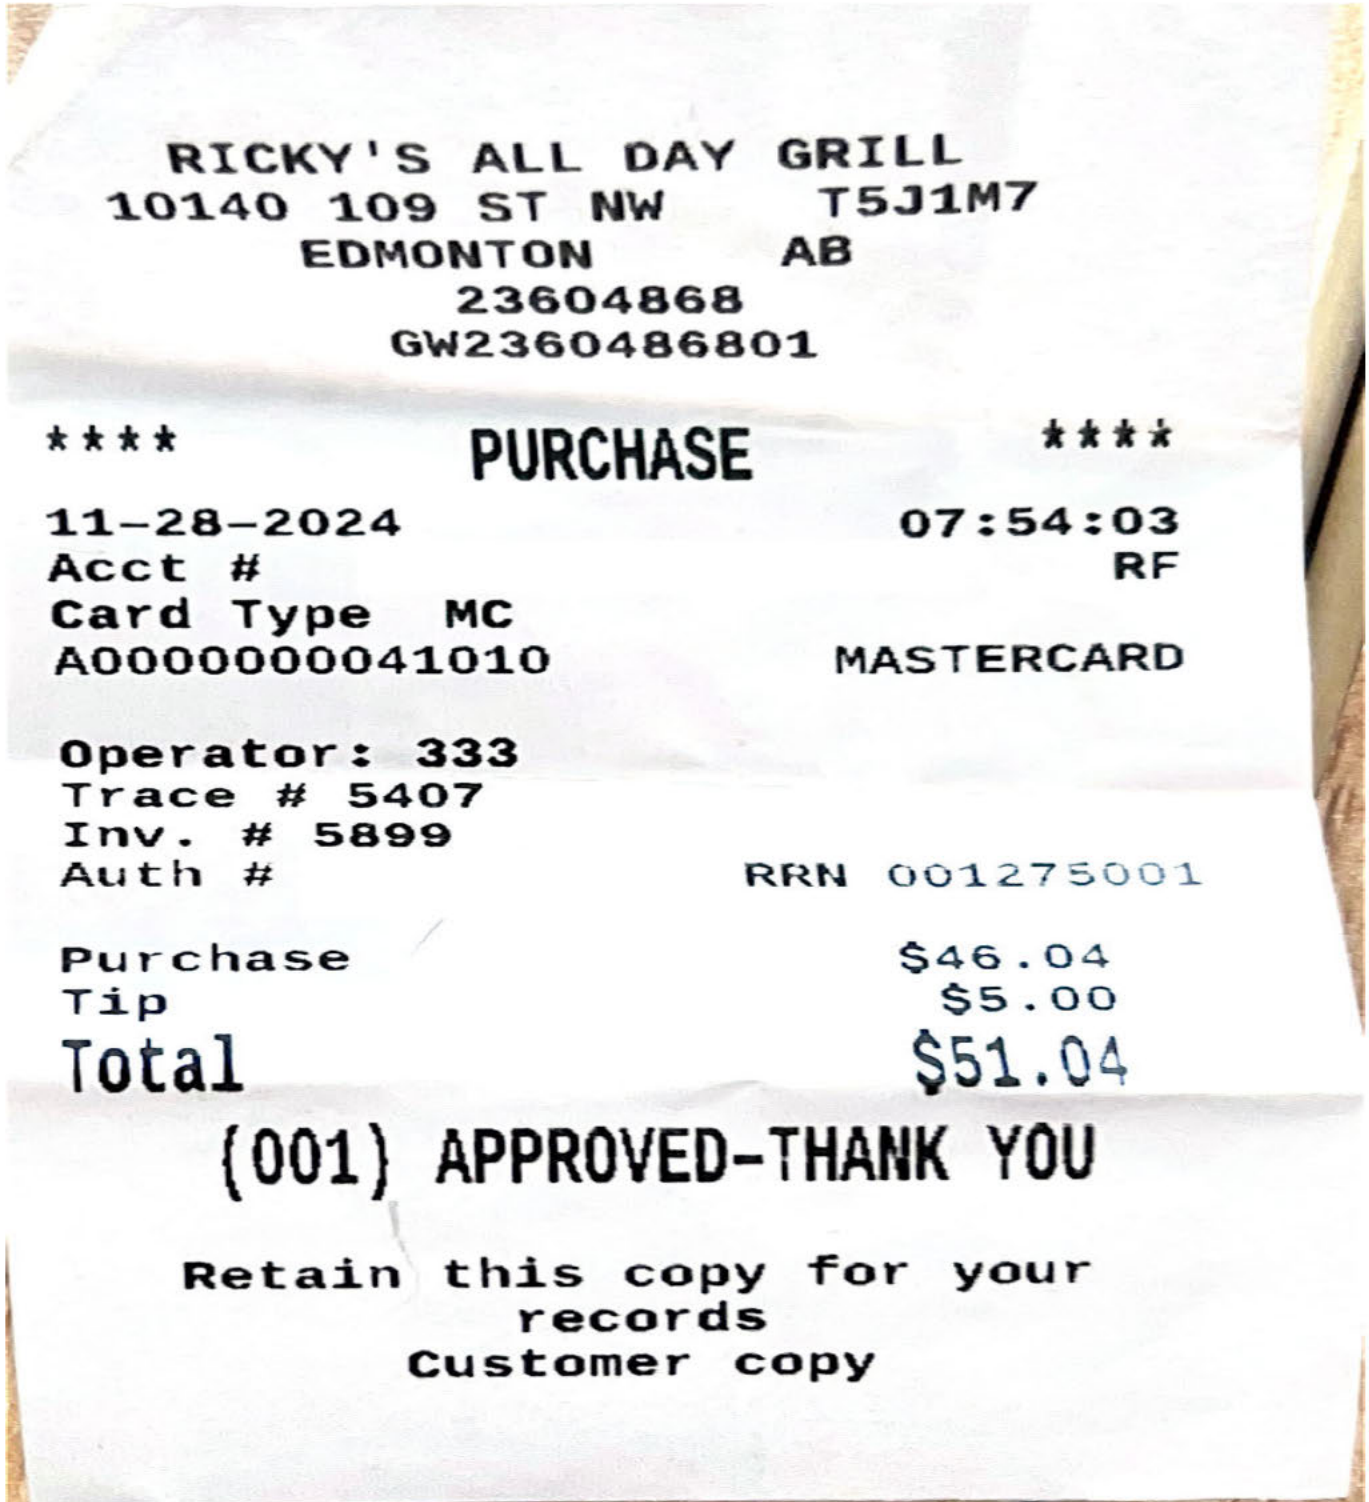 RICKY'S ALL DAY GRILL
10140 109 ST NW T5J1M7
EDMONTON AB
23604868
GW2360486801
**** PURCHASE ****
11-28-2024 07:54:03
Acct # RF
Card Type MC
A0000000041010 MASTERCARD
Operator: 333
Trace # 5407
Inv. # 5899
Auth # RRN 001275001
Purchase $46.04
Tip $5.00
Total $51.04
(001) APPROVED-THANK YOU
Retain this copy for your
records
Customer copy